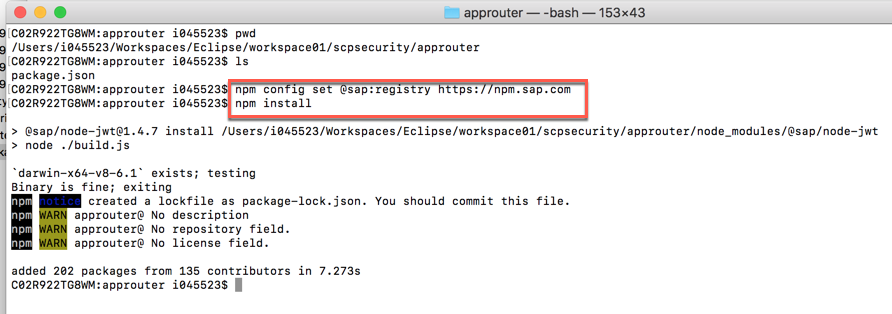 approuter — -bash — 153×43
[C02R922TG8WM:approuter i045523$ pwd
/Users/i045523/Workspaces/Eclipse/workspace01/scpsecurity/approuter
[C02R922TG8WM:approuter i045523$ ls
package.json
[C02R922TG8WM:approuter i045523$ npm config set @sap:registry https://npm.sap.com
[C02R922TG8WM:approuter i045523$ npm install
> @sap/node-jwt@1.4.7 install /Users/i045523/Workspaces/Eclipse/workspace01/scpsecurity/approuter/node_modules/@sap/node-jwt
> node ./build.js
`darwin-x64-v8-6.1` exists; testing
Binary is fine; exiting
npm notice created a lockfile as package-lock.json. You should commit this file.
npm WARN approuter@ No description
npm WARN approuter@ No repository field.
npm WARN approuter@ No license field.
added 202 packages from 135 contributors in 7.273s
C02R922TG8WM:approuter i045523$